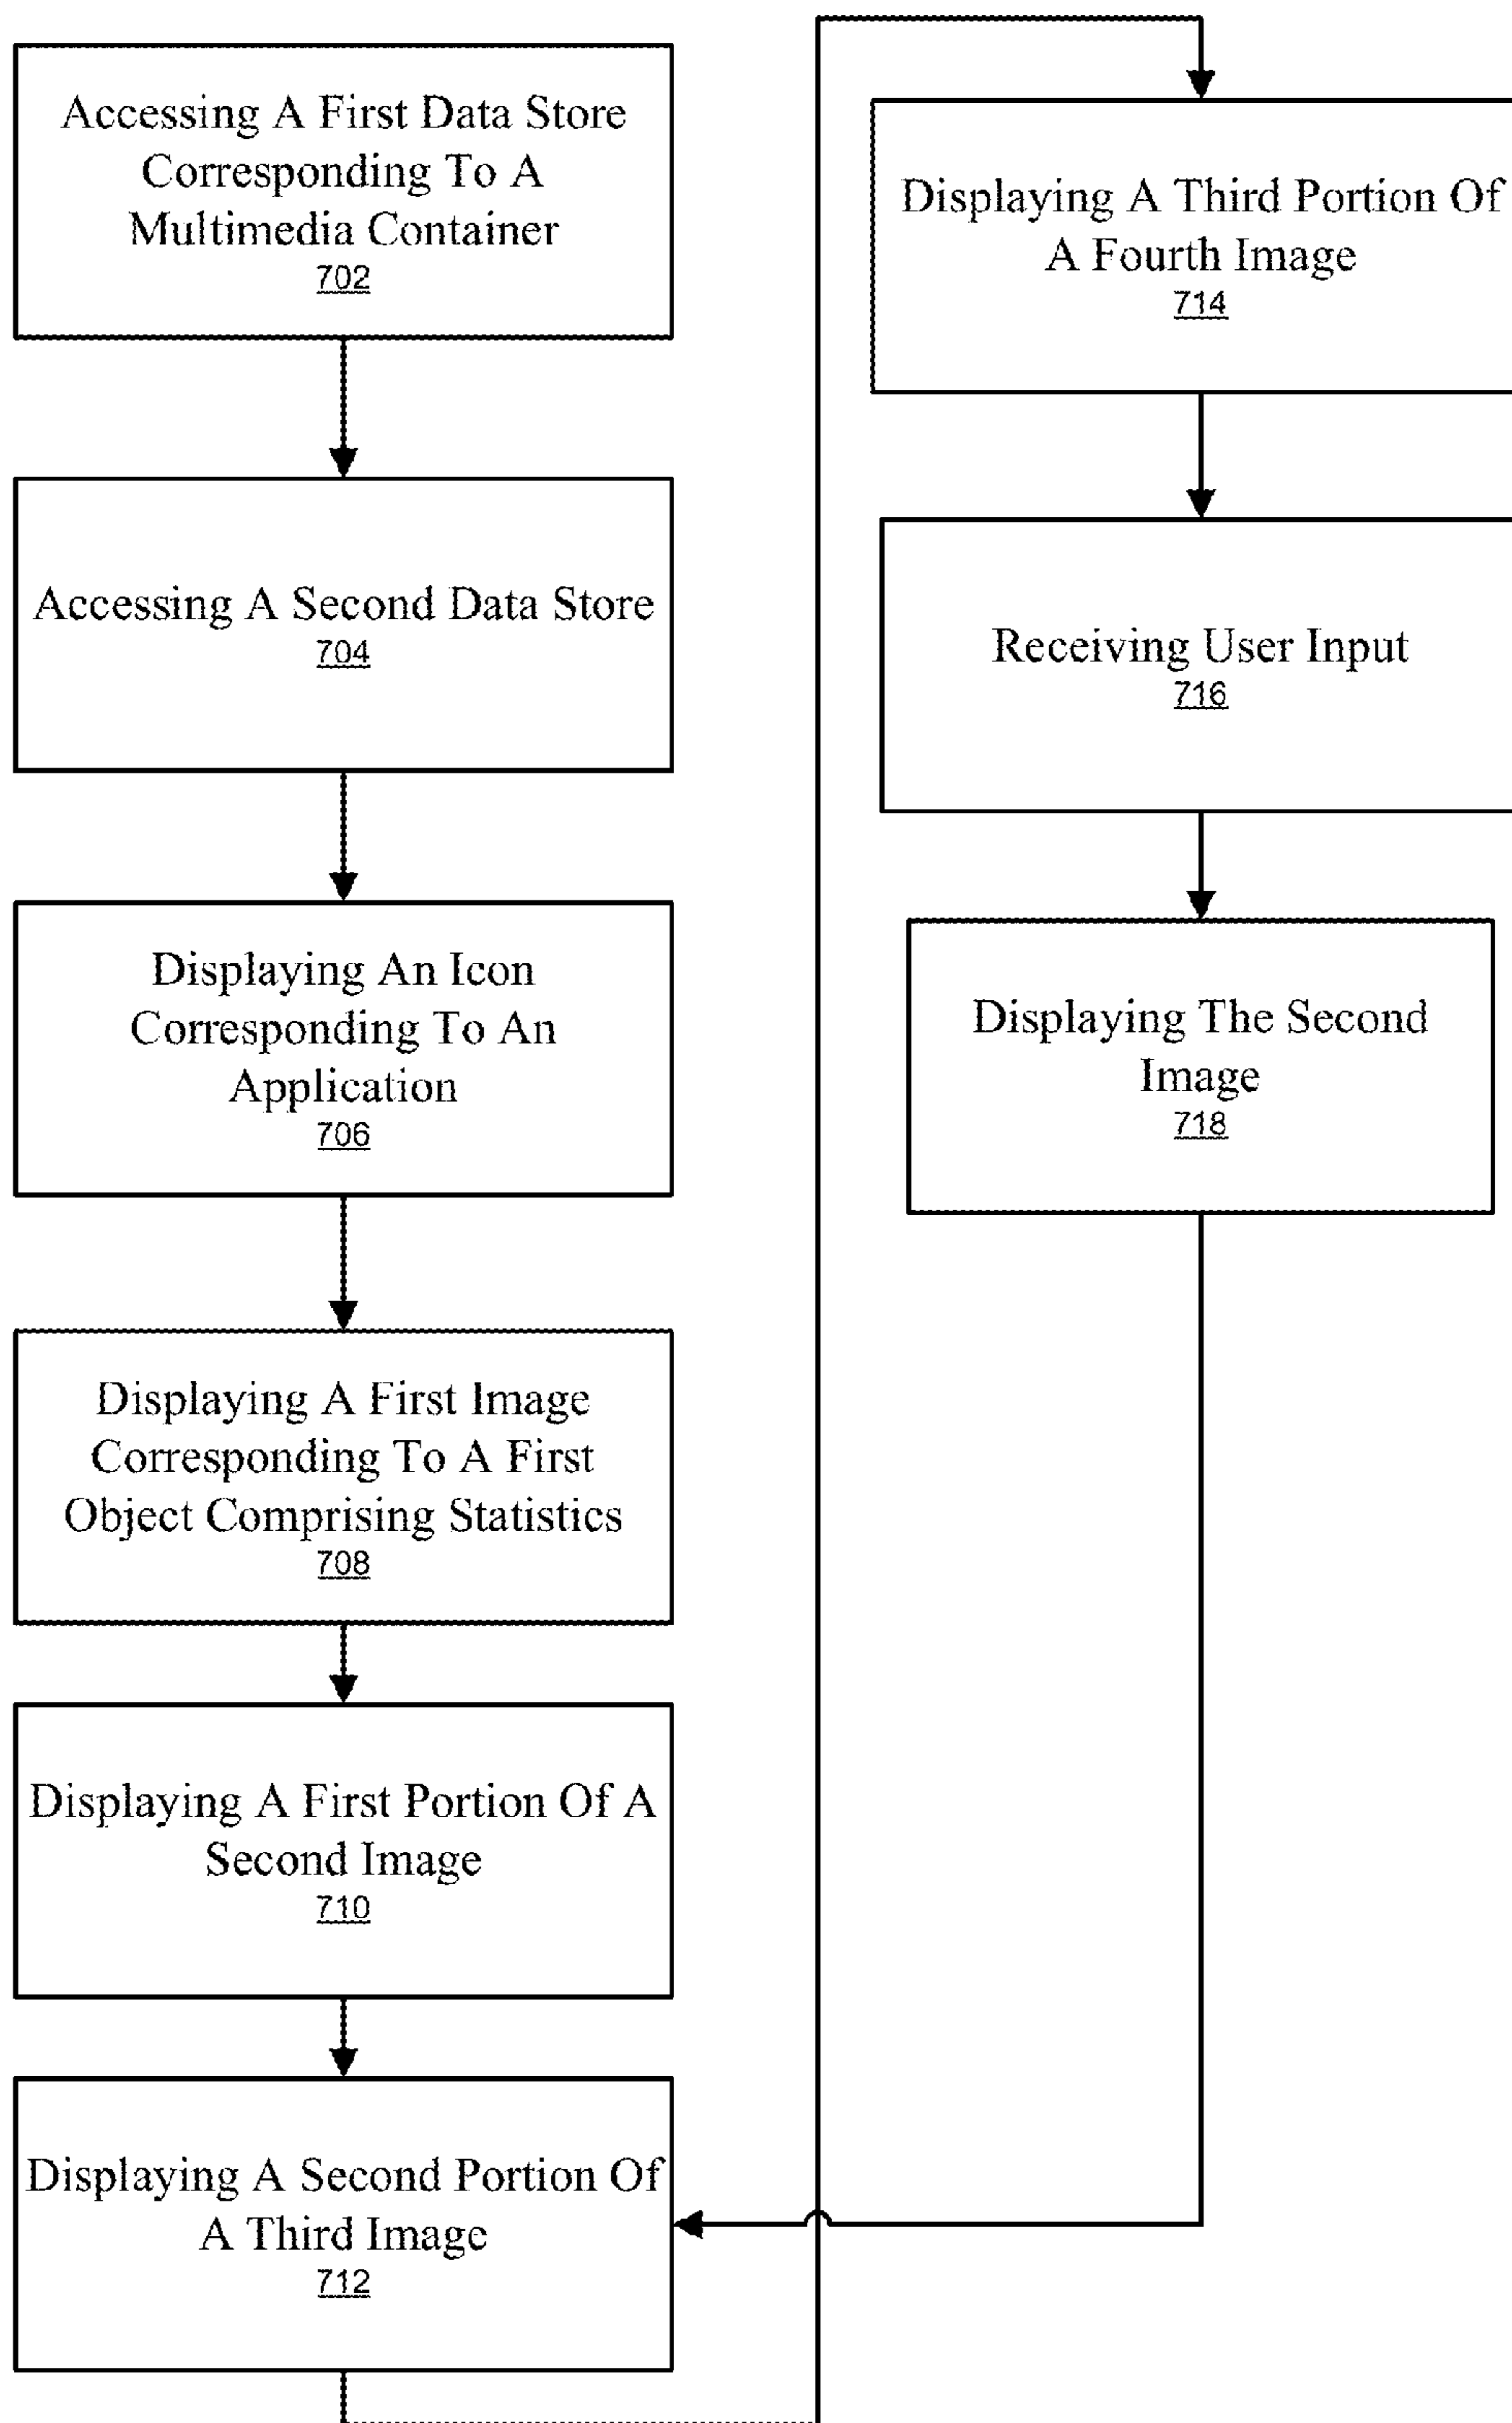 Accessing A First Data Store
Corresponding To A
Multimedia Container
702
Accessing A Second Data Store
704
Displaying An Icon
Corresponding To An
Application
706
Displaying A First Image
Corresponding To A First
Object Comprising Statistics
708
Displaying A First Portion Of A
Second Image
710
Displaying A Second Portion Of
A Third Image
712
Displaying A Third Portion Of
A Fourth Image
714
Receiving User Input
716
Displaying The Second
Image
718